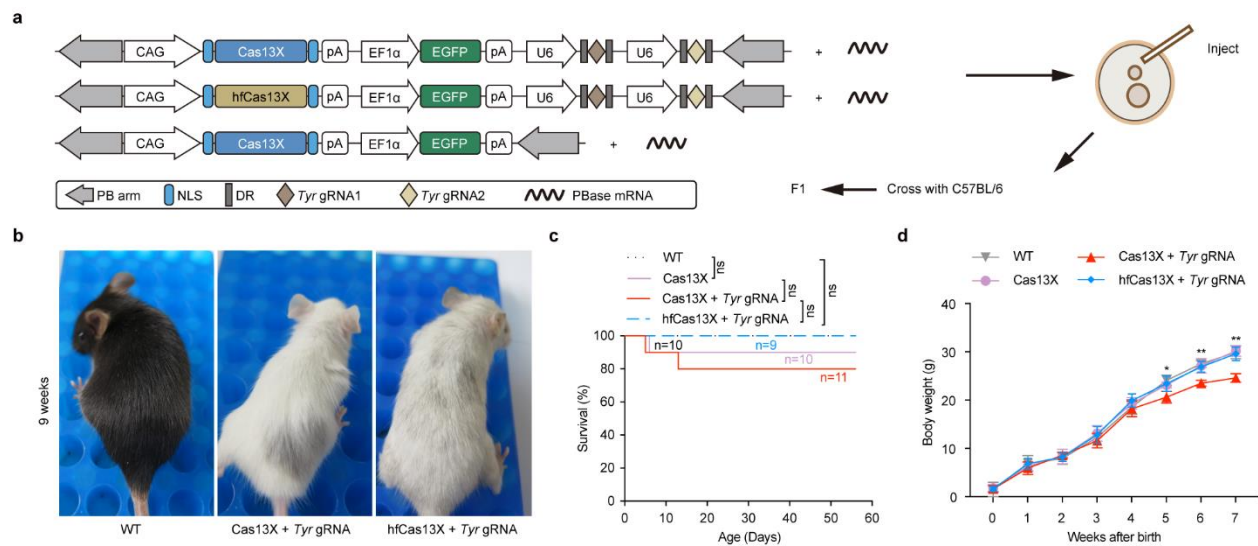 a
CAG Cas13X pA EF1α EGFP pA U6 U6 +
Inject
CAG hfCas13X pA EF1α EGFP pA U6 U6 +
CAG Cas13X pA EF1α EGFP pA +
PB arm NLS DR Tyr gRNA1 Tyr gRNA2 PBase mRNA
F1 Cross with C57BL/6
b
9 weeks
WT Cas13X + Tyr gRNA hfCas13X + Tyr gRNA
c
WT
Cas13X
Cas13X + Tyr gRNA
hfCas13X + Tyr gRNA
ns
ns
ns
ns
Survival (%)
100
80
60
40
20
0
n=10
n=9
n=10
n=11
0 10 20 30 40 50 60
Age (Days)
d
WT Cas13X + Tyr gRNA
Cas13X hfCas13X + Tyr gRNA
Body weight (g)
40
30
20
10
0
* ** **
0 1 2 3 4 5 6 7
Weeks after birth